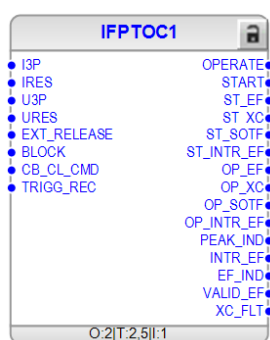 IFPTOC1
I3P OPERATE
IRES START
U3P ST_EF
URES ST_XC
EXT_RELEASE ST_SOTF
BLOCK ST_INTR_EF
CB_CL_CMD OP_EF
TRIGG_REC OP_XC
OP_SOTF
OP_INTR_EF
PEAK_IND
INTR_EF
EF_IND
VALID_EF
XC_FLT
O:2|T:2,5|I:1